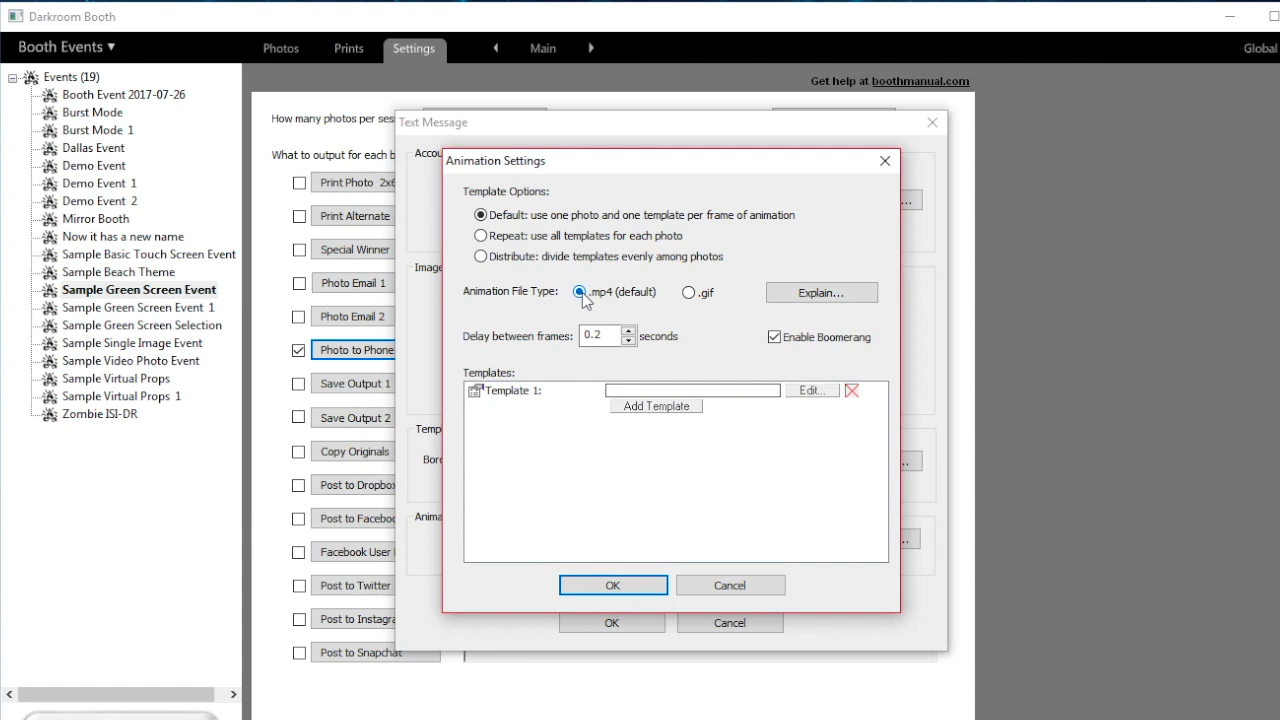 Darkroom Booth
Booth Events ▾ Photos Prints Settings Main Global
Get help at boothmanual.com
Events (19)
Booth Event 2017-07-26
Burst Mode
Burst Mode 1
Dallas Event
Demo Event
Demo Event 1
Demo Event 2
Mirror Booth
Now it has a new name
Sample Basic Touch Screen Event
Sample Beach Theme
Sample Green Screen Event
Sample Green Screen Event 1
Sample Green Screen Selection
Sample Single Image Event
Sample Video Photo Event
Sample Virtual Props
Sample Virtual Props 1
Zombie ISI-DR
How many photos per ses
What to output for each b
Print Photo 2x6
Print Alternate
Special Winner
Photo Email 1
Photo Email 2
Photo to Phone
Save Output 1
Save Output 2
Copy Originals
Post to Dropbo
Post to Facebo
Facebook User
Post to Twitter
Post to Instagra
Post to Snapchat
Text Message
Accou
Image
Temp
Bord
Anima
OK Cancel
Animation Settings
Template Options:
Default: use one photo and one template per frame of animation
Repeat: use all templates for each photo
Distribute: divide templates evenly among photos
Animation File Type: .mp4 (default) .gif Explain...
Delay between frames: 0.2 seconds Enable Boomerang
Templates:
Template 1: Edit...
Add Template
OK Cancel